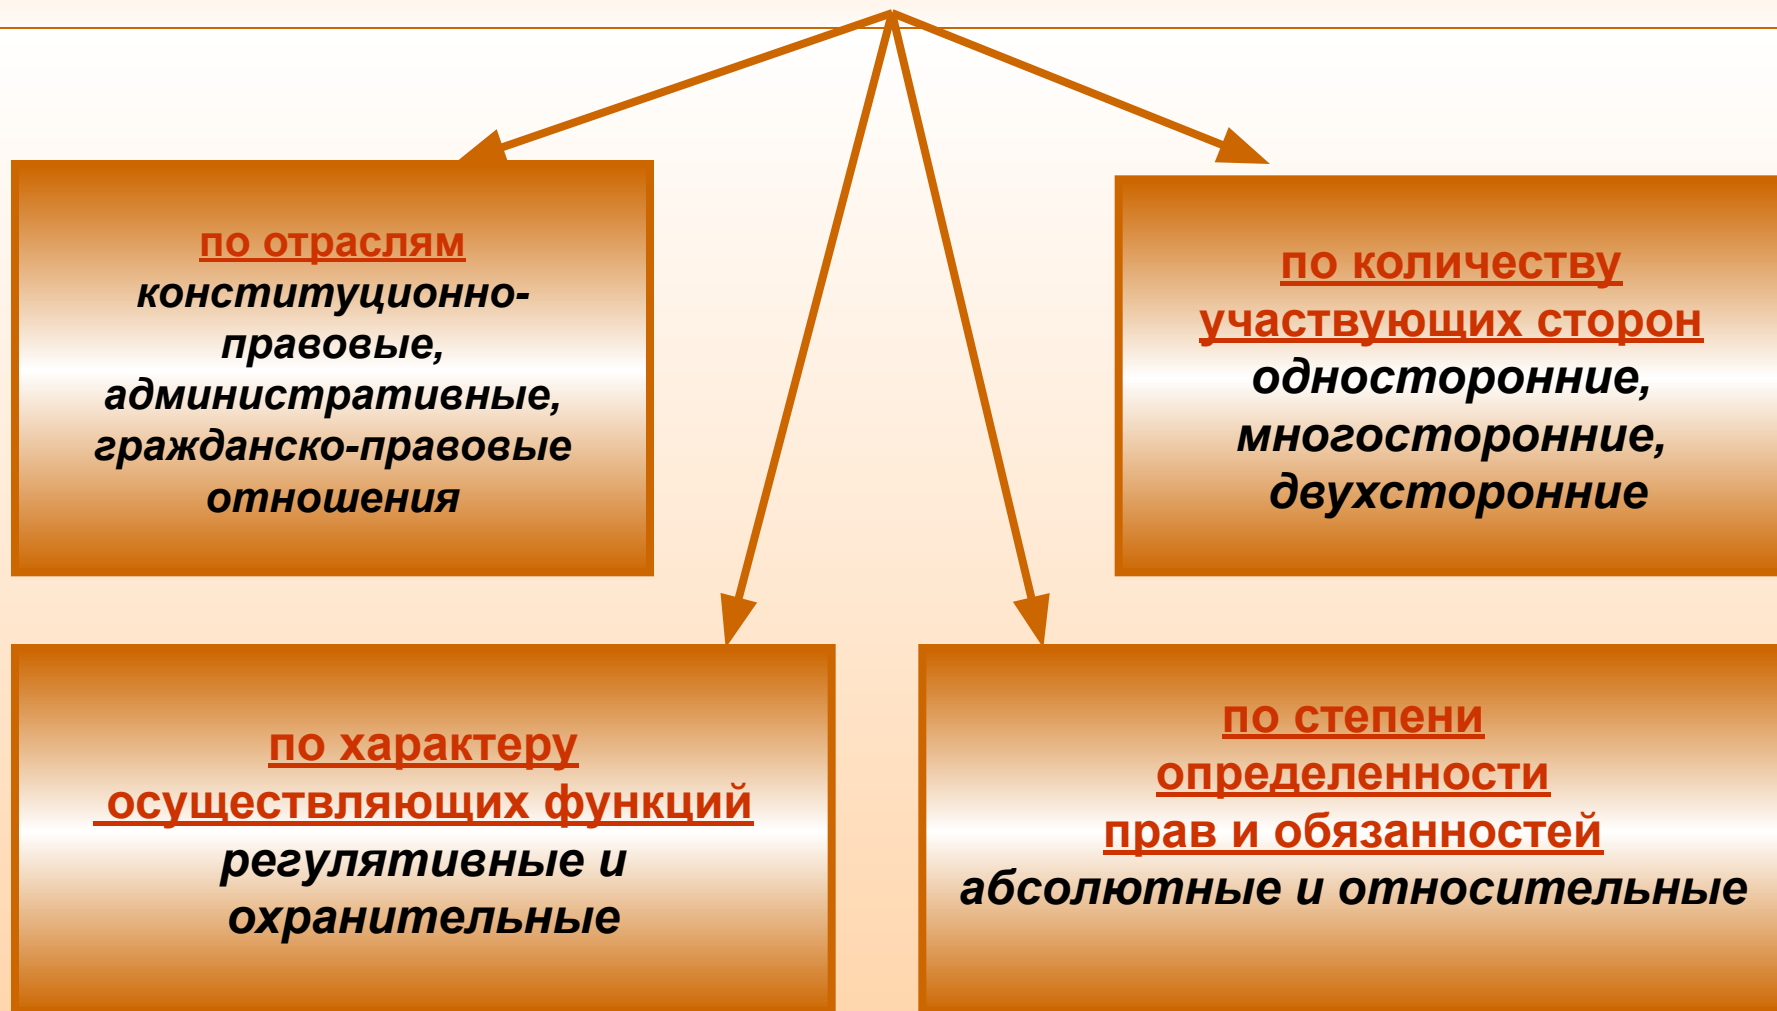 по отраслям
конституционно-
правовые,
административные,
гражданско-правовые
отношения
по количеству
участвующих сторон
односторонние,
многосторонние,
двухсторонние
по характеру
осуществляющих функций
регулятивные и
охранительные
по степени
определенности
прав и обязанностей
абсолютные и относительные